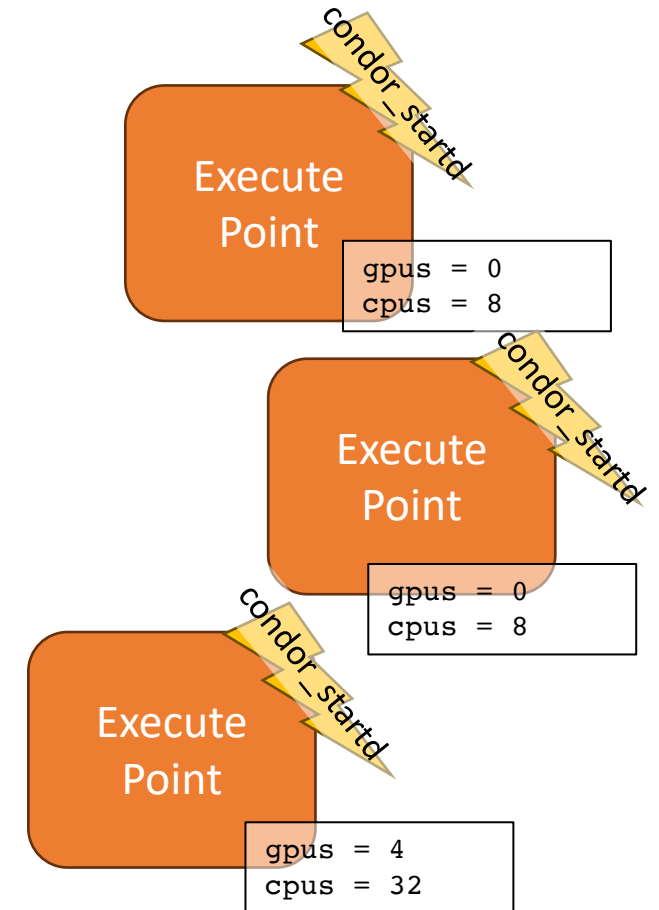 condor_startd
Execute
Point
gpus = 0
cpus = 8
condor_startd
Execute
Point
gpus = 0
cpus = 8
condor_startd
Execute
Point
gpus = 4
cpus = 32